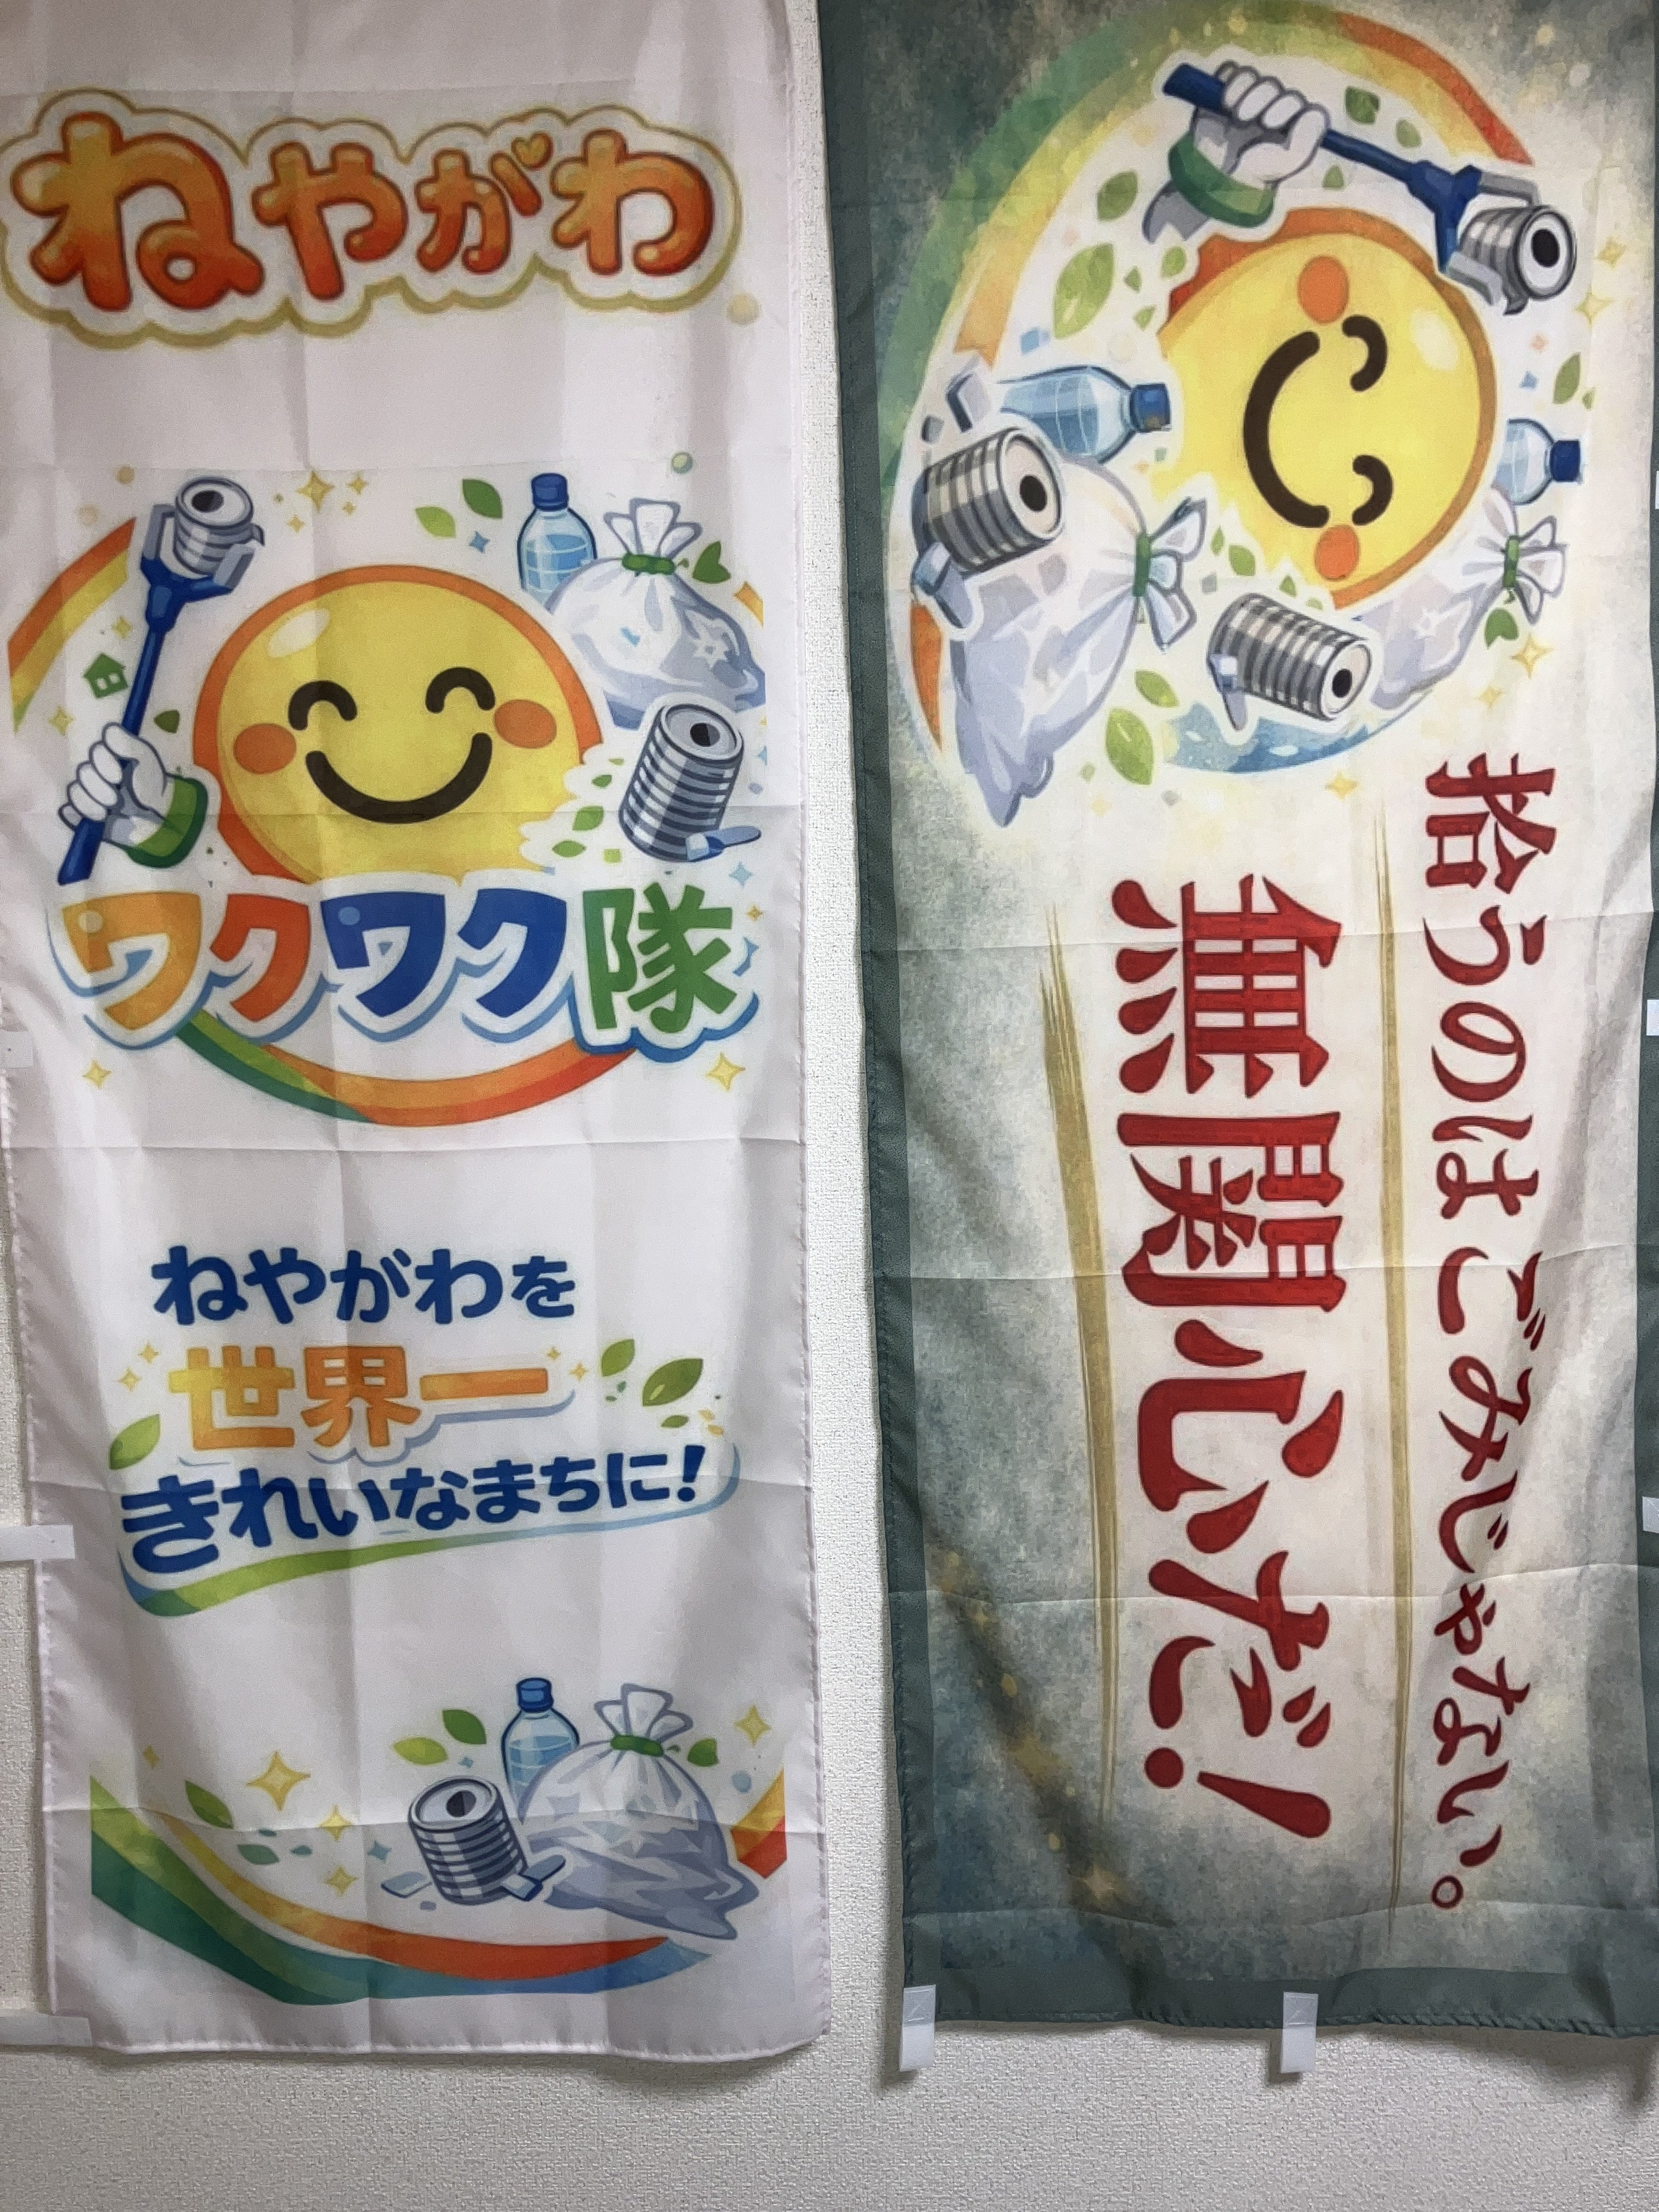 ねやがわ
ワクワク隊
ねやがわを
世界一
きれいなまちに!
拾うのはごみじゃない。
無関心だ!